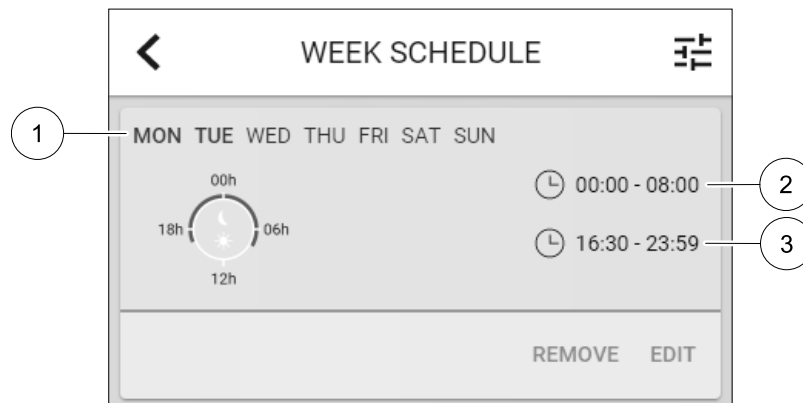 WEEK SCHEDULE
1
MON TUE WED THU FRI SAT SUN
00h
18h
06h
12h
00:00 - 08:00
2
16:30 - 23:59
3
REMOVE EDIT